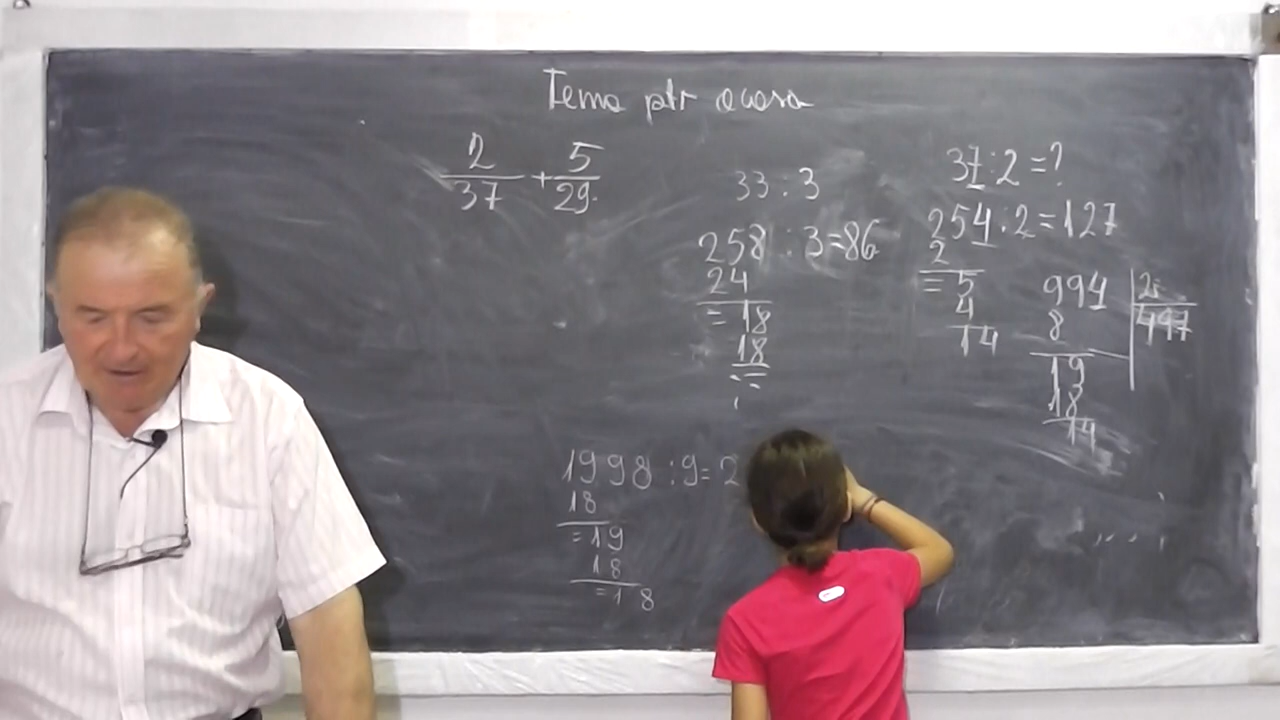 Tema ptr acasa
2/37 + 5/29
33 : 3
258 : 3 = 86
24
= 18
18
= =
37 : 2 = ?
254 : 2 = 127
2
= 5
4
14
994 | 2
8 | 497
19
18
14
1998 : 9 = 2
18
= 19
18
= 18